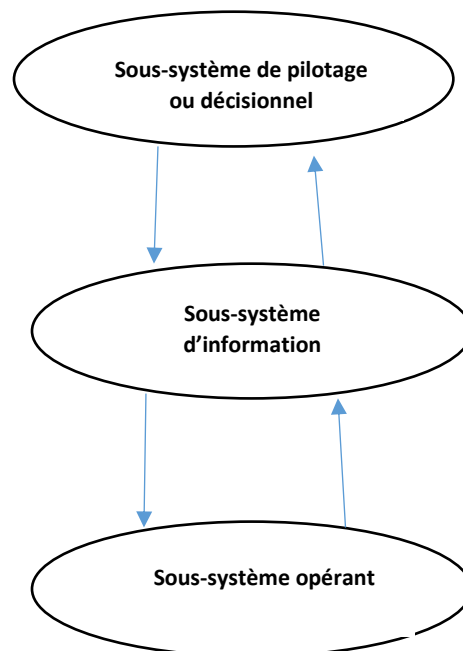 Sous-système de pilotage
ou décisionnel
Sous-système
d’information
Sous-système opérant